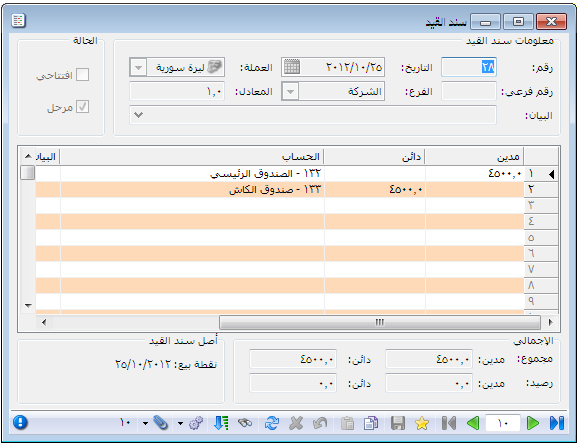 سند القيد
معلومات سند القيد
رقم: ٢٨ التاريخ: ٢٠١٢/١٠/٢٥ العملة: ليرة سورية
رقم فرعي: الفرع: الشركة المعادل: ١,٠
البيان:
الحالة
افتتاحي
مرحل
مدين دائن الحساب البيان
١ ٤٥٠٠,٠ ١٣٢ - الصندوق الرئيسي
٢ ٤٥٠٠,٠ ١٣٣ - صندوق الكاش
٣
٤
٥
٦
٧
٨
٩
الإجمالي
مجموع: مدين: ٤٥٠٠,٠ دائن: ٤٥٠٠,٠
رصيد: مدين: ٠,٠ دائن: ٠,٠
أصل سند القيد
نقطة بيع: ٢٥/١٠/٢٠١٢
١٠ ١٠